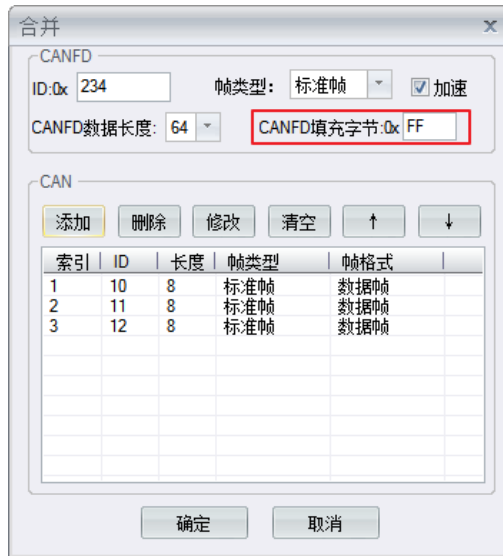 合并
CANFD
ID:0x 234 帧类型: 标准帧 加速
CANFD数据长度: 64 CANFD填充字节:0x FF
CAN
添加 删除 修改 清空 ↑ ↓
索引 ID 长度 帧类型 帧格式
1 10 8 标准帧 数据帧
2 11 8 标准帧 数据帧
3 12 8 标准帧 数据帧
确定 取消